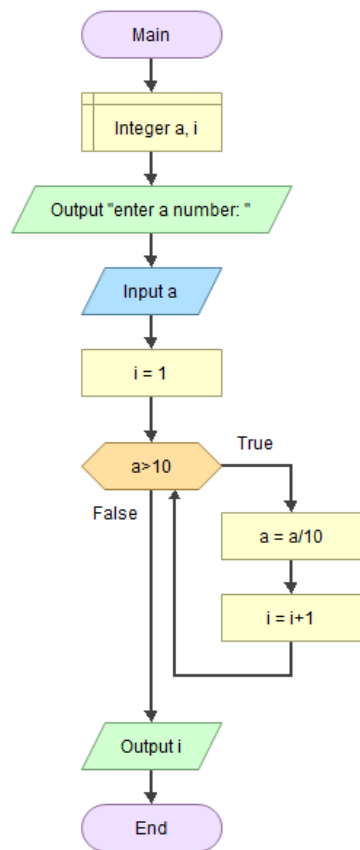 Main
Integer a, i
Output "enter a number: "
Input a
i = 1
a>10
True
False
a = a/10
i = i+1
Output i
End